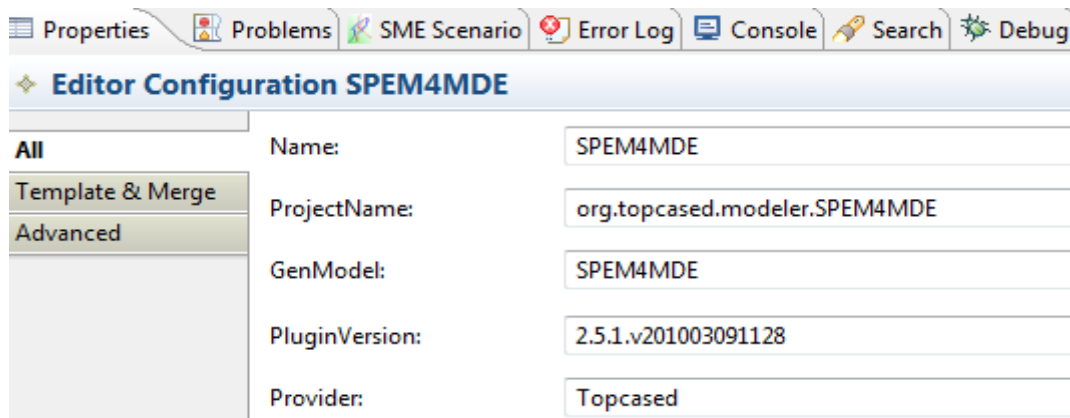 Properties Problems SME Scenario Error Log Console Search Debug
Editor Configuration SPEM4MDE
All
Template & Merge
Advanced
Name: SPEM4MDE
ProjectName: org.topcased.modeler.SPEM4MDE
GenModel: SPEM4MDE
PluginVersion: 2.5.1.v201003091128
Provider: Topcased